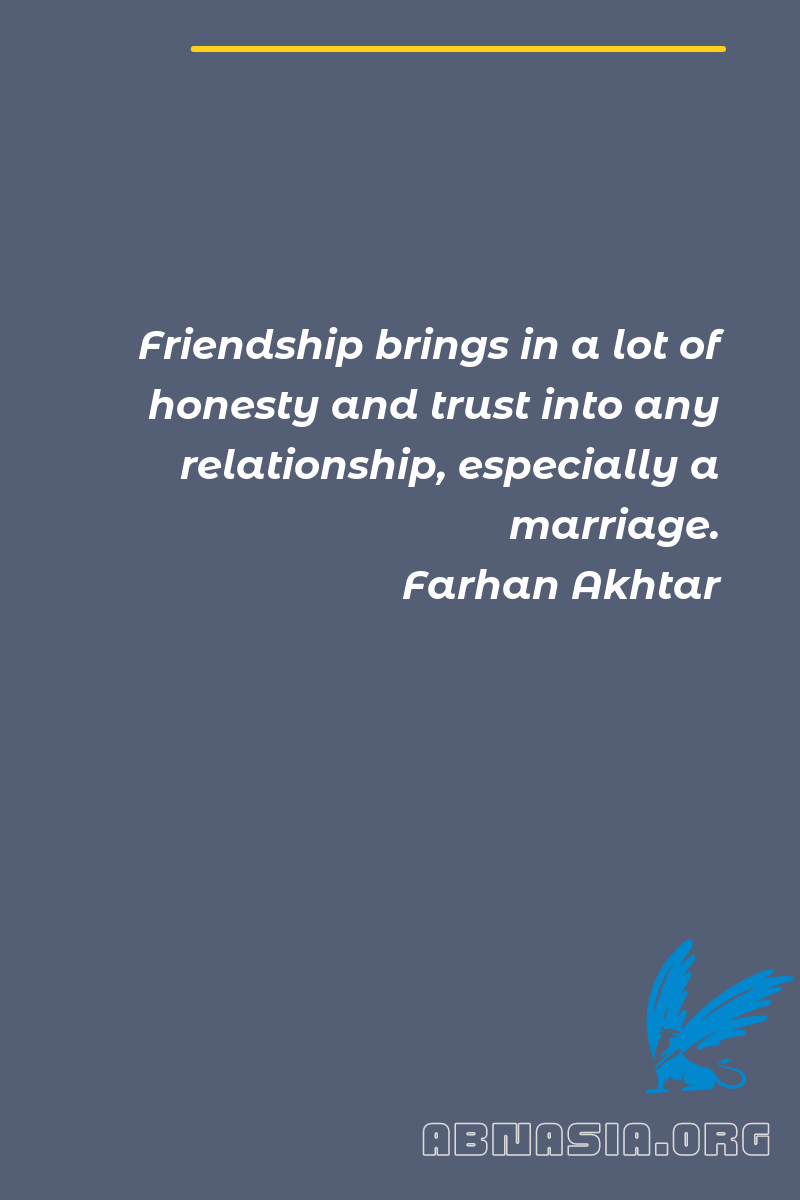 Friendship brings in a lot of
honesty and trust into any
relationship, especially a
marriage.
Farhan Akhtar
ABNASIA.ORG